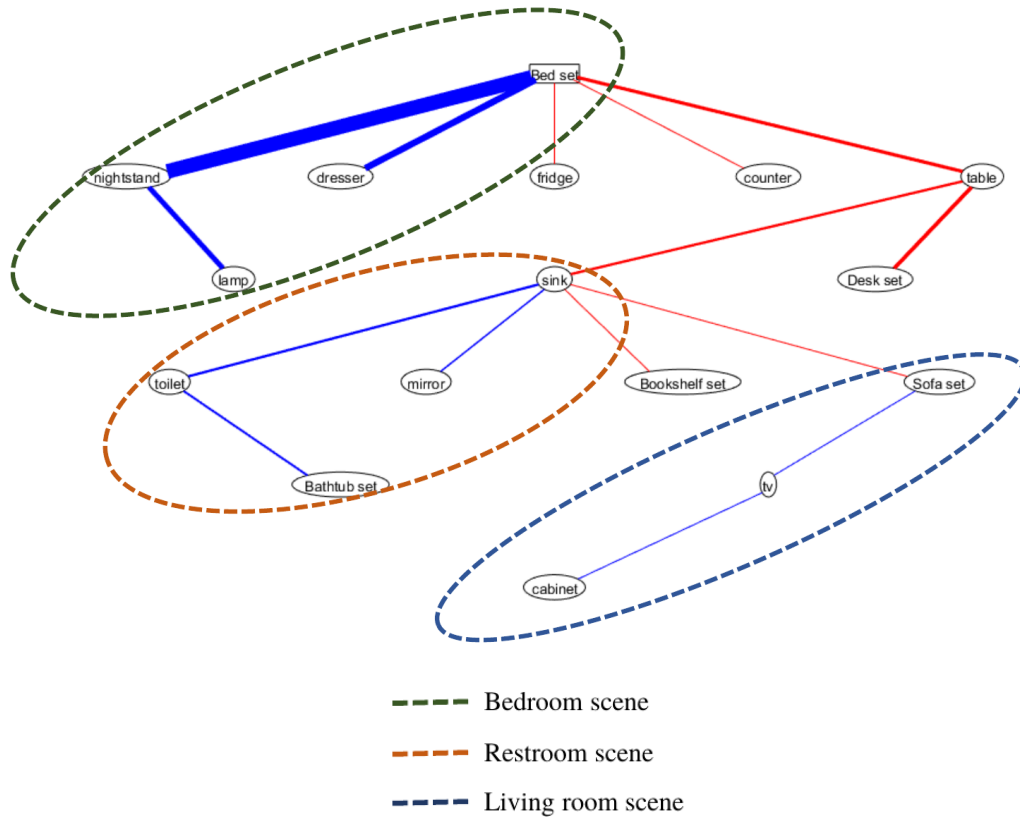 Bed set
nightstand
dresser
fridge
counter
table
lamp
sink
Desk set
toilet
mirror
Bookshelf set
Sofa set
Bathtub set
tv
cabinet
Bedroom scene
Restroom scene
Living room scene